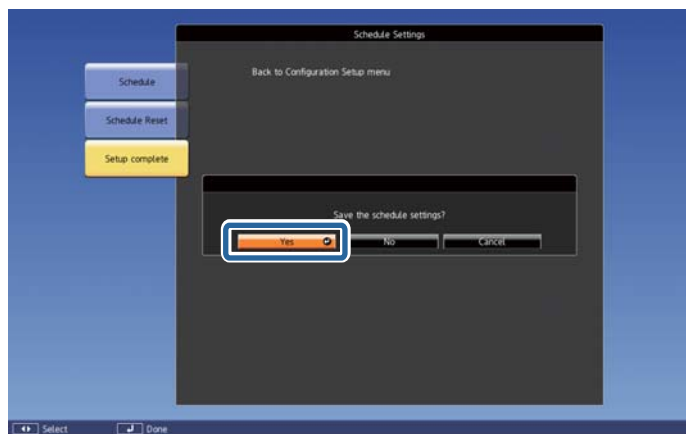 Schedule Settings
Schedule
Back to Configuration Setup menu
Schedule Reset
Setup complete
Save the schedule settings?
Yes No Cancel
Select Done